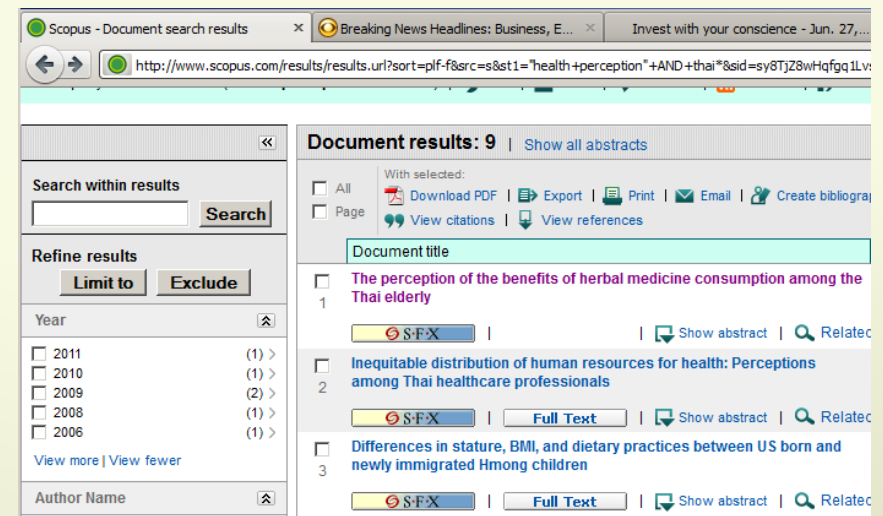 Scopus - Document search results × Breaking News Headlines: Business, E... × Invest with your conscience - Jun. 27,...
http://www.scopus.com/results/results.url?sort=plf-f&src=s&st1="health+perception"+AND+thai*&sid=sy8TjZ8wHqfgq1Lvs
«
Document results: 9 | Show all abstracts
Search within results
Search
All
Page
With selected:
Download PDF | Export | Print | Email | Create bibliogra
View citations | View references
Refine results
Limit to Exclude
Document title
Year
2011 (1) >
2010 (1) >
2009 (2) >
2008 (1) >
2006 (1) >
View more | View fewer
Author Name
1
The perception of the benefits of herbal medicine consumption among the
Thai elderly
S·F·X | | Show abstract | Related
2
Inequitable distribution of human resources for health: Perceptions
among Thai healthcare professionals
S·F·X | Full Text | Show abstract | Related
3
Differences in stature, BMI, and dietary practices between US born and
newly immigrated Hmong children
S·F·X | Full Text | Show abstract | Related